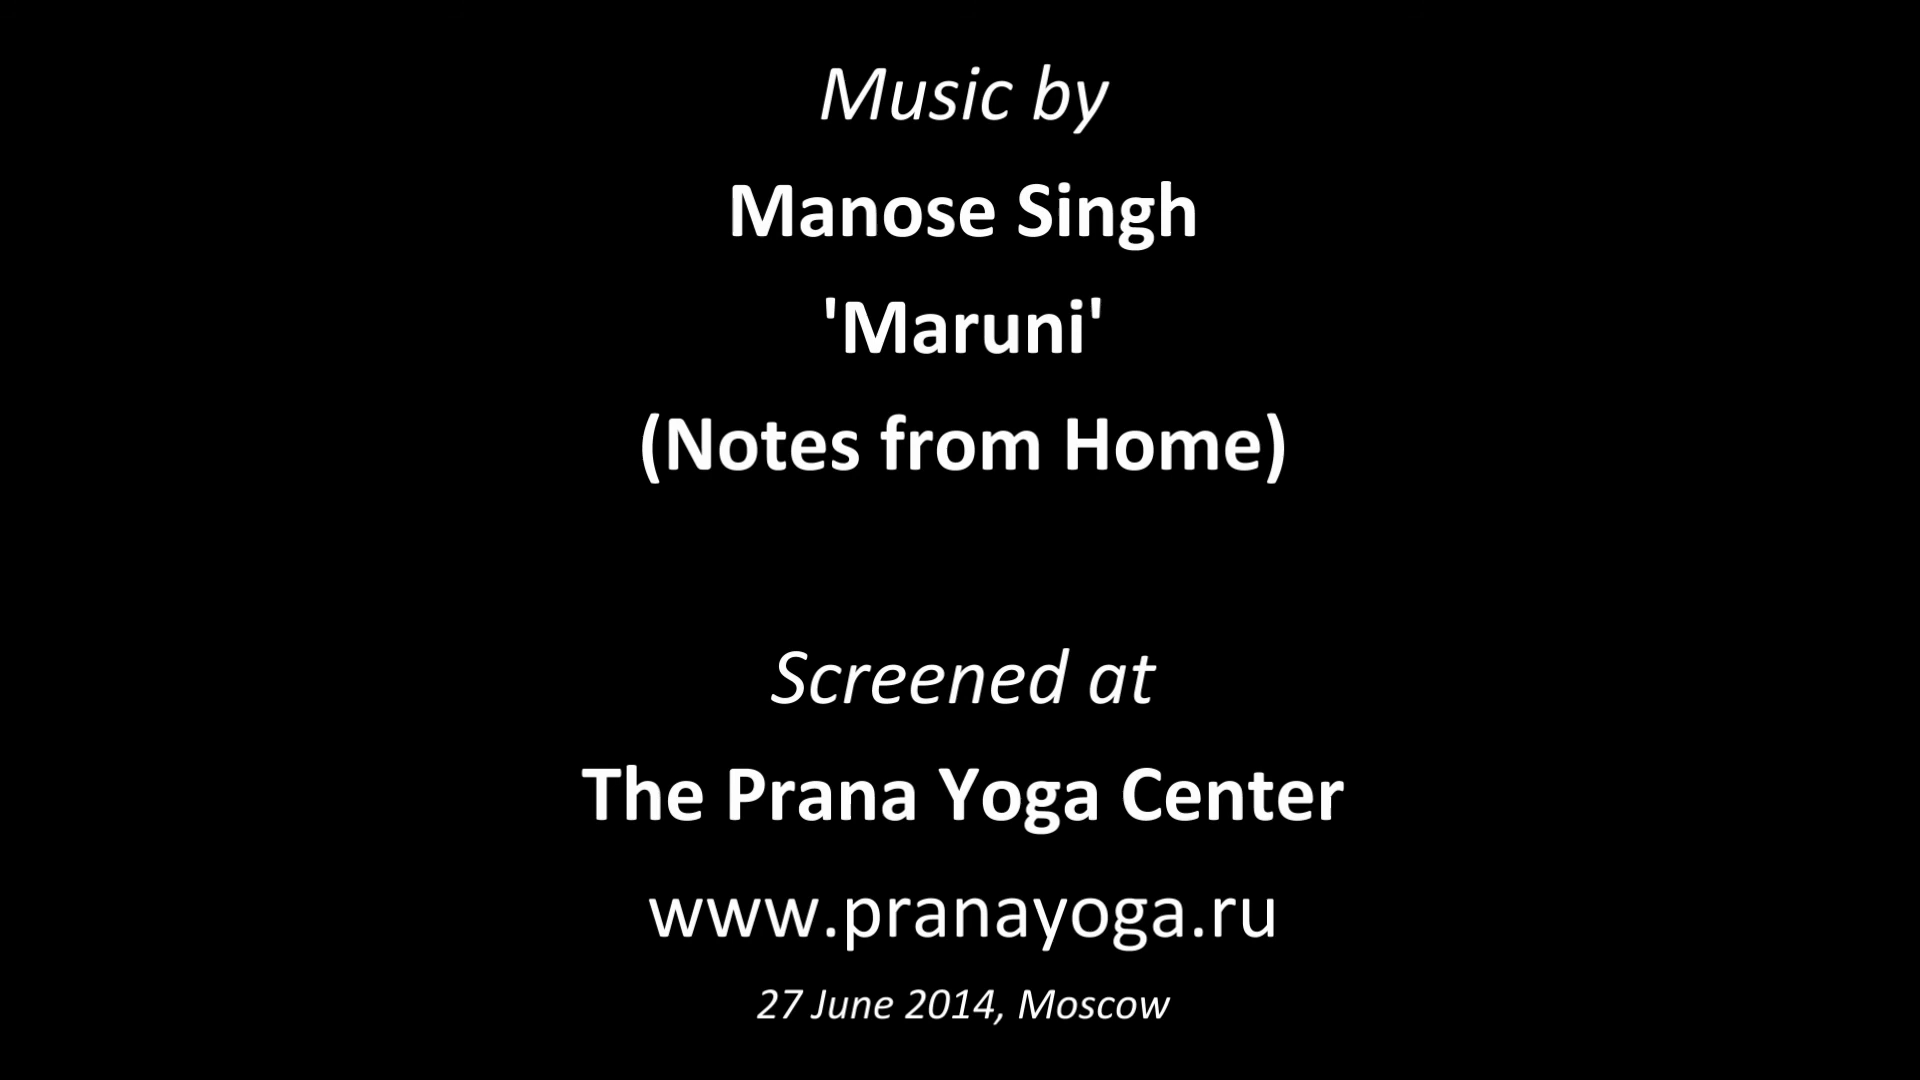 Music by
Manose Singh
'Maruni'
(Notes from Home)
Screened at
The Prana Yoga Center
www.pranayoga.ru
27 June 2014, Moscow